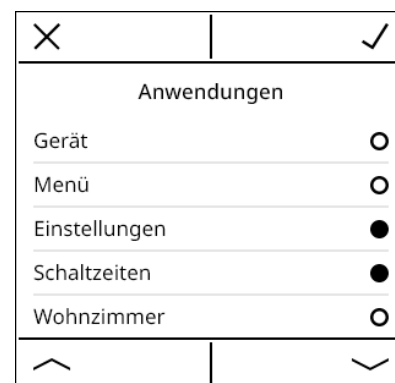 Anwendungen
Gerät
Menü
Einstellungen
Schaltzeiten
Wohnzimmer